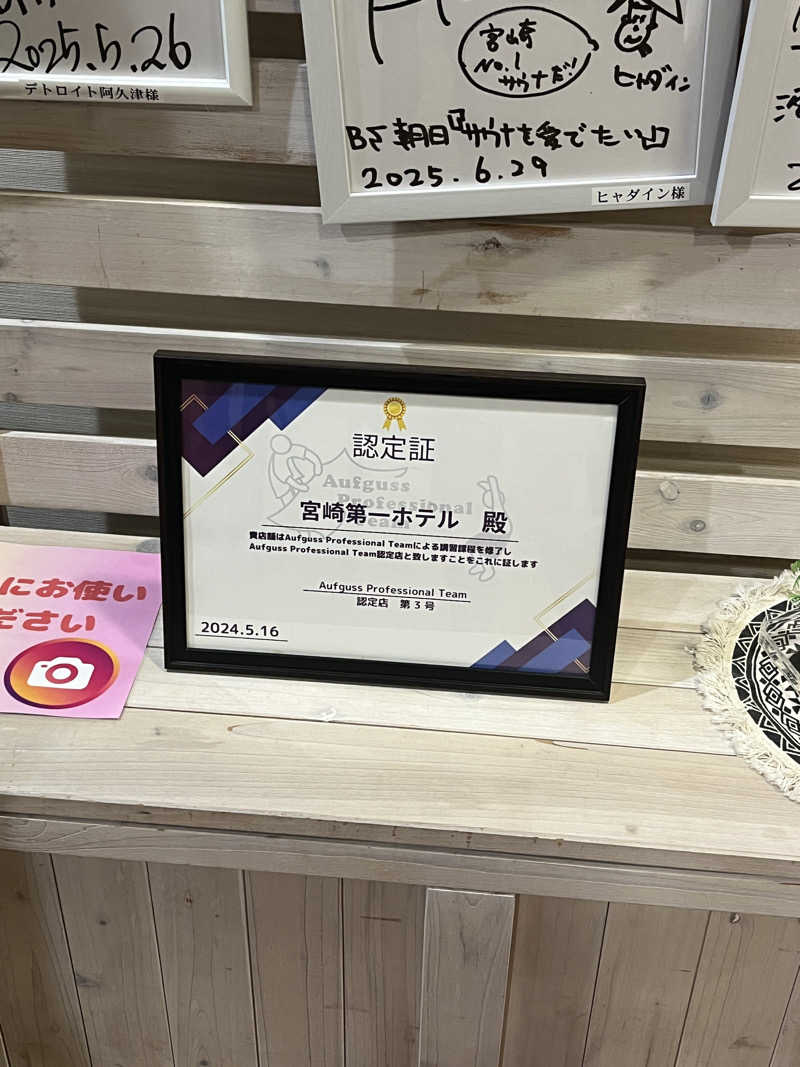 2025.5.26
デトロイト阿久津様
宮崎
No.1
サウナだ!!
ヒャダイン
BS朝日『サウナを愛でたい』
2025.6.29
ヒャダイン様
認定証
Aufguss
Professional
Team
宮崎第一ホテル 殿
貴店舗はAufguss Professional Teamによる講習課程を修了し
Aufguss Professional Team認定店と致しますことをこれに証します
Aufguss Professional Team
認定店 第3号
2024.5.16
にお使い
ださい